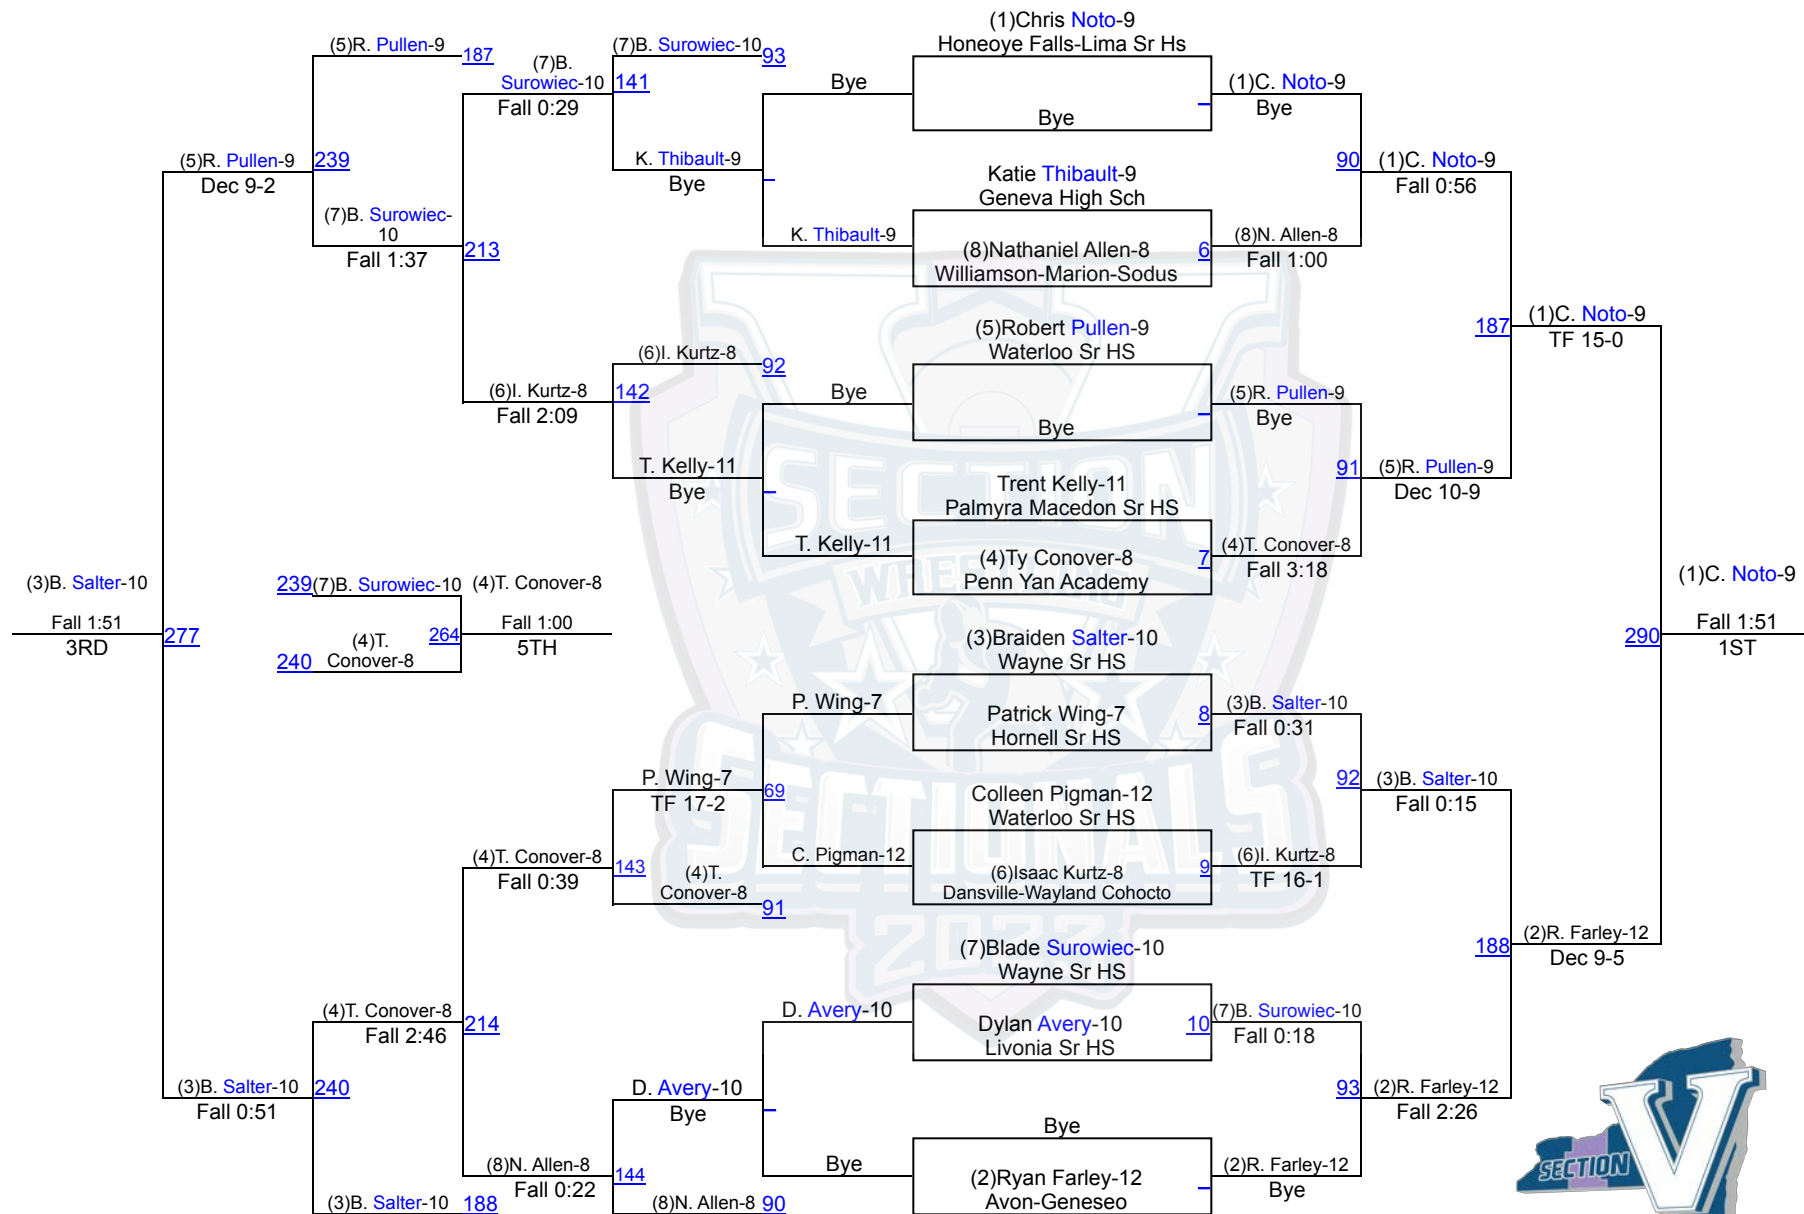 (1)Chris Noto-9
Honeoye Falls-Lima Sr Hs
Bye
Katie Thibault-9
Geneva High Sch
(8)Nathaniel Allen-8
Williamson-Marion-Sodus
6
(5)Robert Pullen-9
Waterloo Sr HS
Bye
Trent Kelly-11
Palmyra Macedon Sr HS
(4)Ty Conover-8
Penn Yan Academy
7
(3)Braiden Salter-10
Wayne Sr HS
Patrick Wing-7
Hornell Sr HS
8
Colleen Pigman-12
Waterloo Sr HS
(6)Isaac Kurtz-8
Dansville-Wayland Cohocto
9
(7)Blade Surowiec-10
Wayne Sr HS
Dylan Avery-10
Livonia Sr HS
10
Bye
(2)Ryan Farley-12
Avon-Geneseo
(1)C. Noto-9
Bye
90
(8)N. Allen-8
Fall 1:00
(5)R. Pullen-9
Bye
91
(4)T. Conover-8
Fall 3:18
(3)B. Salter-10
Fall 0:31
92
(6)I. Kurtz-8
TF 16-1
(7)B. Surowiec-10
Fall 0:18
93
(2)R. Farley-12
Bye
(1)C. Noto-9
Fall 0:56
187
(5)R. Pullen-9
Dec 10-9
(3)B. Salter-10
Fall 0:15
188
(2)R. Farley-12
Fall 2:26
(1)C. Noto-9
TF 15-0
290
(2)R. Farley-12
Dec 9-5
(1)C. Noto-9
Fall 1:51
1ST
Bye
K. Thibault-9
Bye
T. Kelly-11
P. Wing-7
C. Pigman-12
D. Avery-10
Bye
(7)B. Surowiec-10
93
K. Thibault-9
Bye
(6)I. Kurtz-8
92
T. Kelly-11
Bye
P. Wing-7
TF 17-2
69
(4)T.
Conover-8
91
D. Avery-10
Bye
(8)N. Allen-8
90
(7)B.
Surowiec-10
Fall 0:29
141
(6)I. Kurtz-8
Fall 2:09
142
(4)T. Conover-8
Fall 0:39
143
(8)N. Allen-8
Fall 0:22
144
(5)R. Pullen-9
187
(7)B. Surowiec-
10
Fall 1:37
213
(4)T. Conover-8
Fall 2:46
214
(3)B. Salter-10
188
(5)R. Pullen-9
Dec 9-2
239
(3)B. Salter-10
Fall 0:51
240
(3)B. Salter-10
Fall 1:51
3RD
277
239
(7)B. Surowiec-10
240
(4)T.
Conover-8
264
(4)T. Conover-8
Fall 1:00
5TH
SECTION
WRESTLING
SECTIONALS
2023
SECTION
V